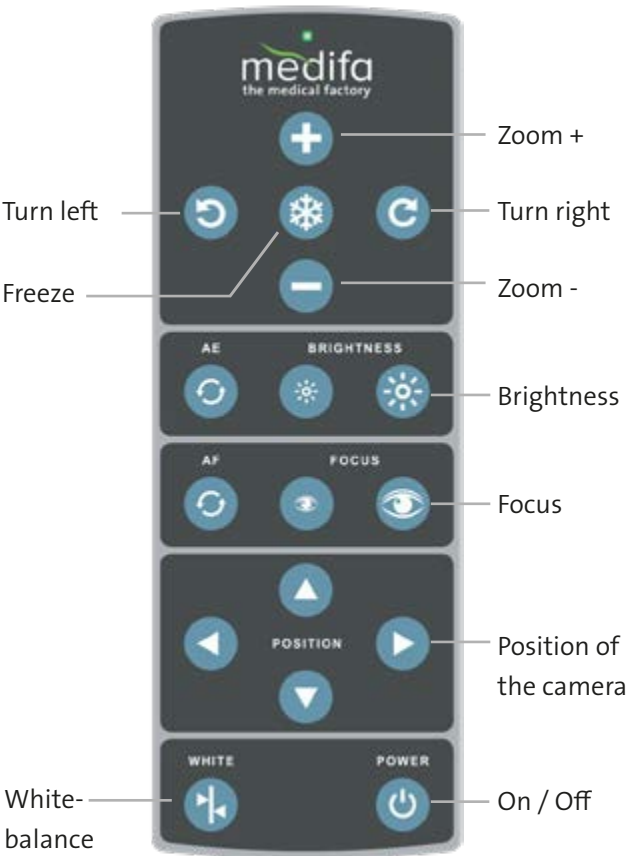 medifa
the medical factory
Zoom +
Turn left
Turn right
Freeze
Zoom -
AE
BRIGHTNESS
Brightness
AF
FOCUS
Focus
POSITION
Position of
the camera
WHITE
POWER
White-
balance
On / Off